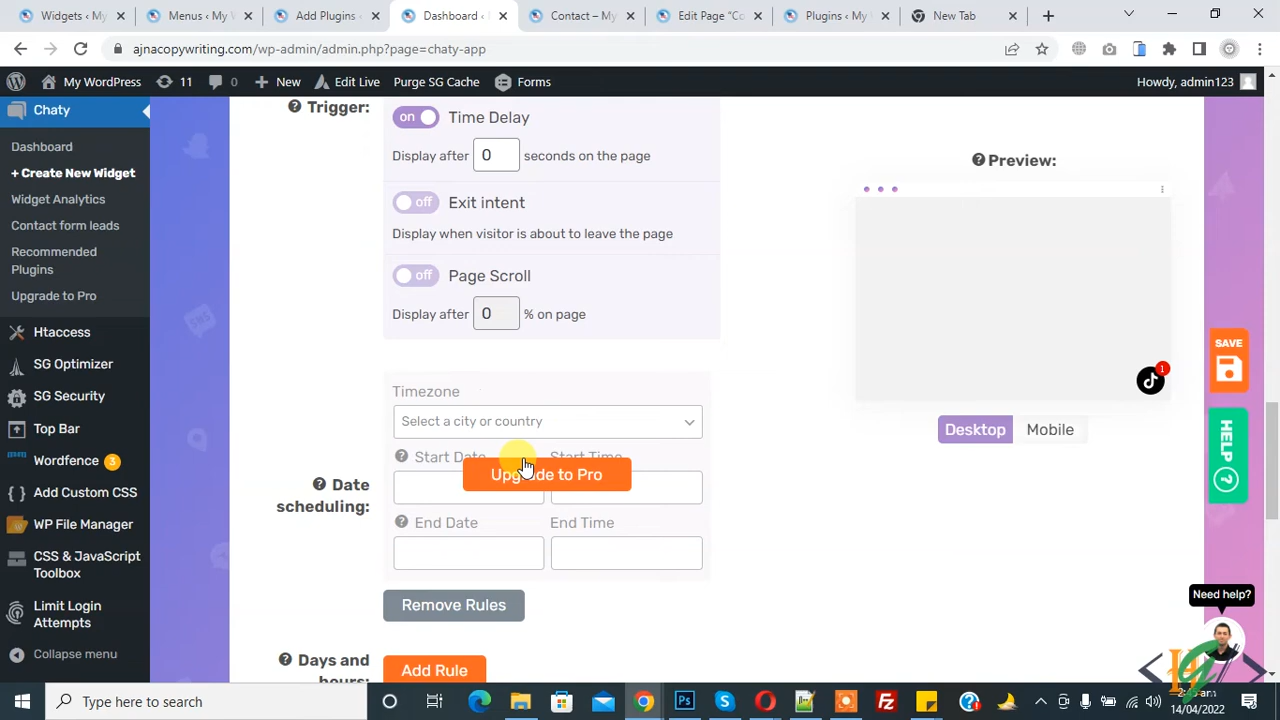 Widgets ‹ My W
Menus ‹ My W
Add Plugins ‹
Dashboard ‹
Contact – My
Edit Page "Co
Plugins ‹ My W
New Tab
ajnacopywriting.com/wp-admin/admin.php?page=chaty-app
My WordPress
11
0
New
Edit Live
Purge SG Cache
Forms
Howdy, admin123
Chaty
Dashboard
+ Create New Widget
Widget Analytics
Contact form leads
Recommended
Plugins
Upgrade to Pro
Htaccess
SG Optimizer
SG Security
Top Bar
Wordfence 3
Add Custom CSS
WP File Manager
CSS & JavaScript
Toolbox
Limit Login
Attempts
Collapse menu
Trigger:
on Time Delay
Display after 0 seconds on the page
off Exit intent
Display when visitor is about to leave the page
off Page Scroll
Display after 0 % on page
Date
scheduling:
Timezone
Select a city or country
Start Date Start Time
Upgrade to Pro
End Date End Time
Remove Rules
Days and
hours:
Add Rule
Preview:
1
Desktop Mobile
SAVE
HELP
Need help?
Type here to search
14/04/2022